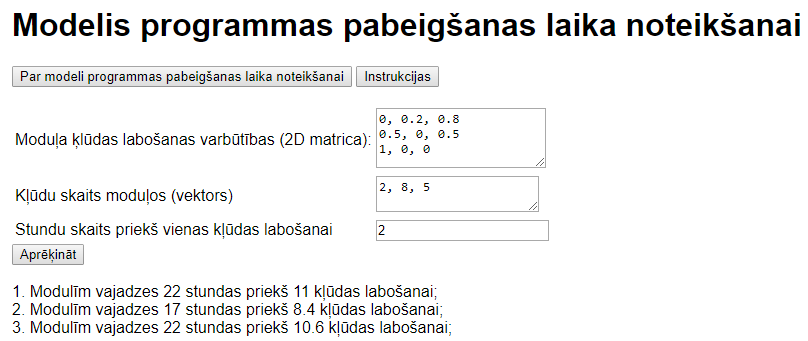 Modelis programmas pabeigšanas laika noteikšanai
Par modeli programmas pabeigšanas laika noteikšanai Instrukcijas
Moduļa ķļūdas labošanas varbūtības (2D matrica):
0, 0.2, 0.8
0.5, 0, 0.5
1, 0, 0
Kļūdu skaits moduļos (vektors)
2, 8, 5
Stundu skaits priekš vienas kļūdas labošanai
2
Aprēķināt
1. Modulīm vajadzes 22 stundas priekš 11 kļūdas labošanai;
2. Modulīm vajadzes 17 stundas priekš 8.4 kļūdas labošanai;
3. Modulīm vajadzes 22 stundas priekš 10.6 kļūdas labošanai;